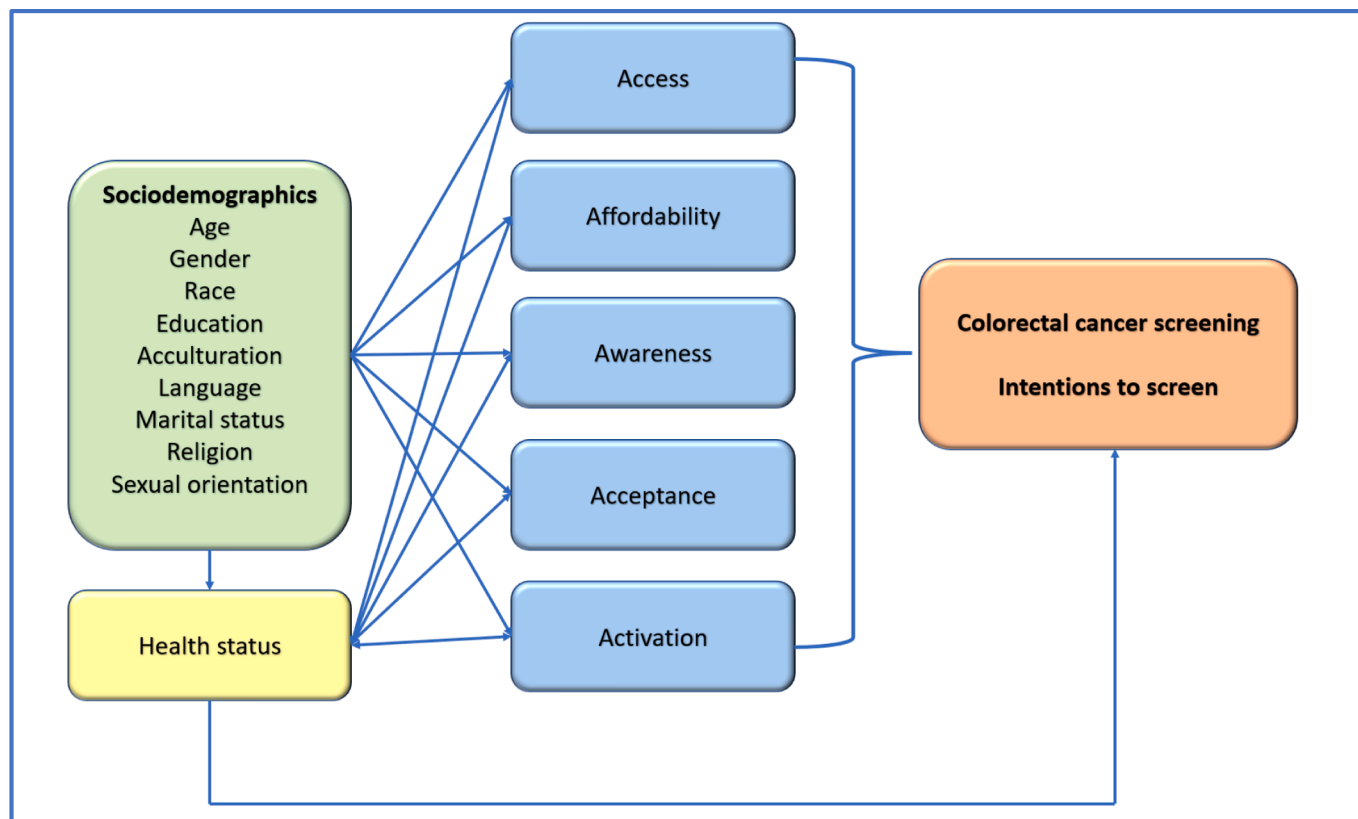 Sociodemographics
Age
Gender
Race
Education
Acculturation
Language
Marital status
Religion
Sexual orientation
Health status
Access
Affordability
Awareness
Acceptance
Activation
Colorectal cancer screening
Intentions to screen